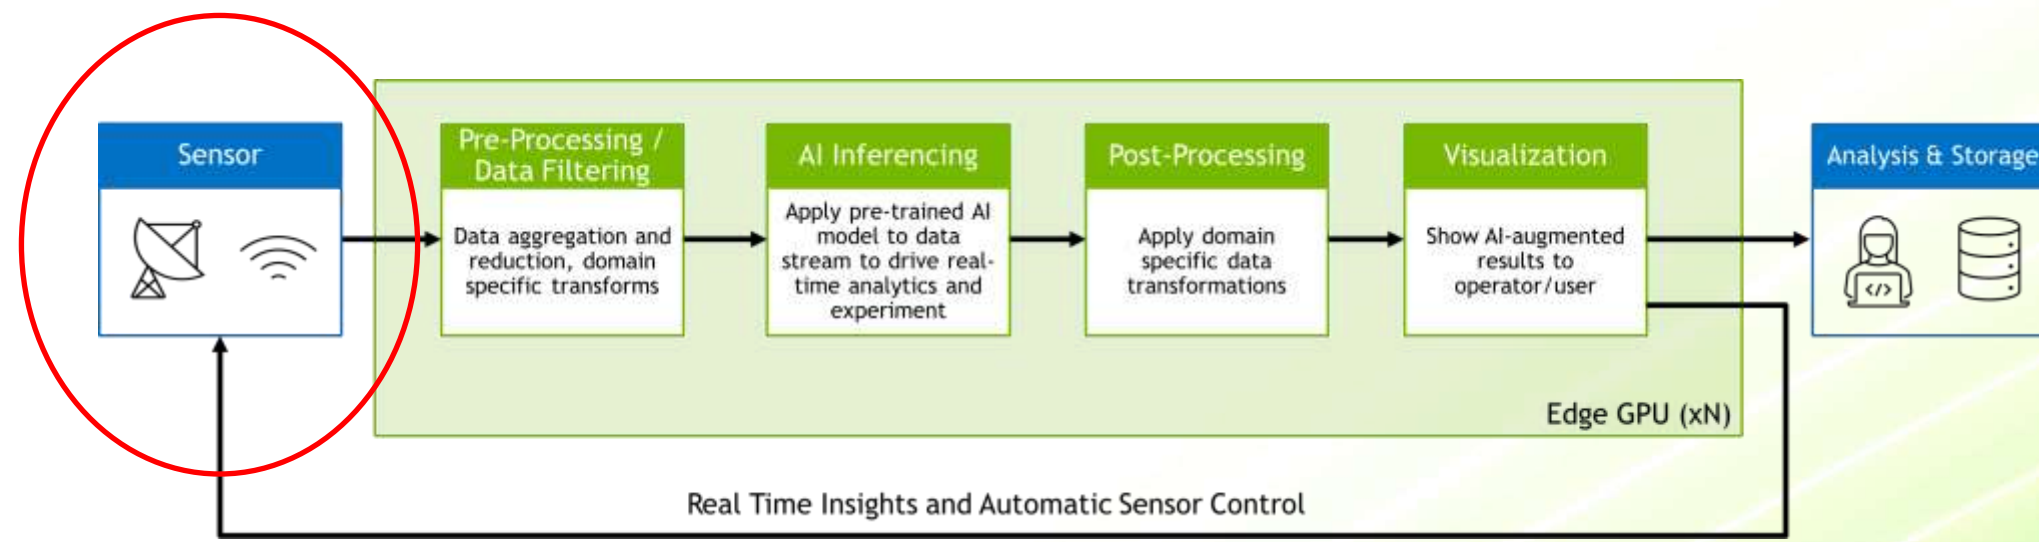 Sensor
Pre-Processing /
Data Filtering
Data aggregation and
reduction, domain
specific transforms
AI Inferencing
Apply pre-trained AI
model to data
stream to drive real-
time analytics and
experiment
Post-Processing
Apply domain
specific data
transformations
Visualization
Show AI-augmented
results to
operator/user
Analysis & Storage
</>
Edge GPU (xN)
Real Time Insights and Automatic Sensor Control